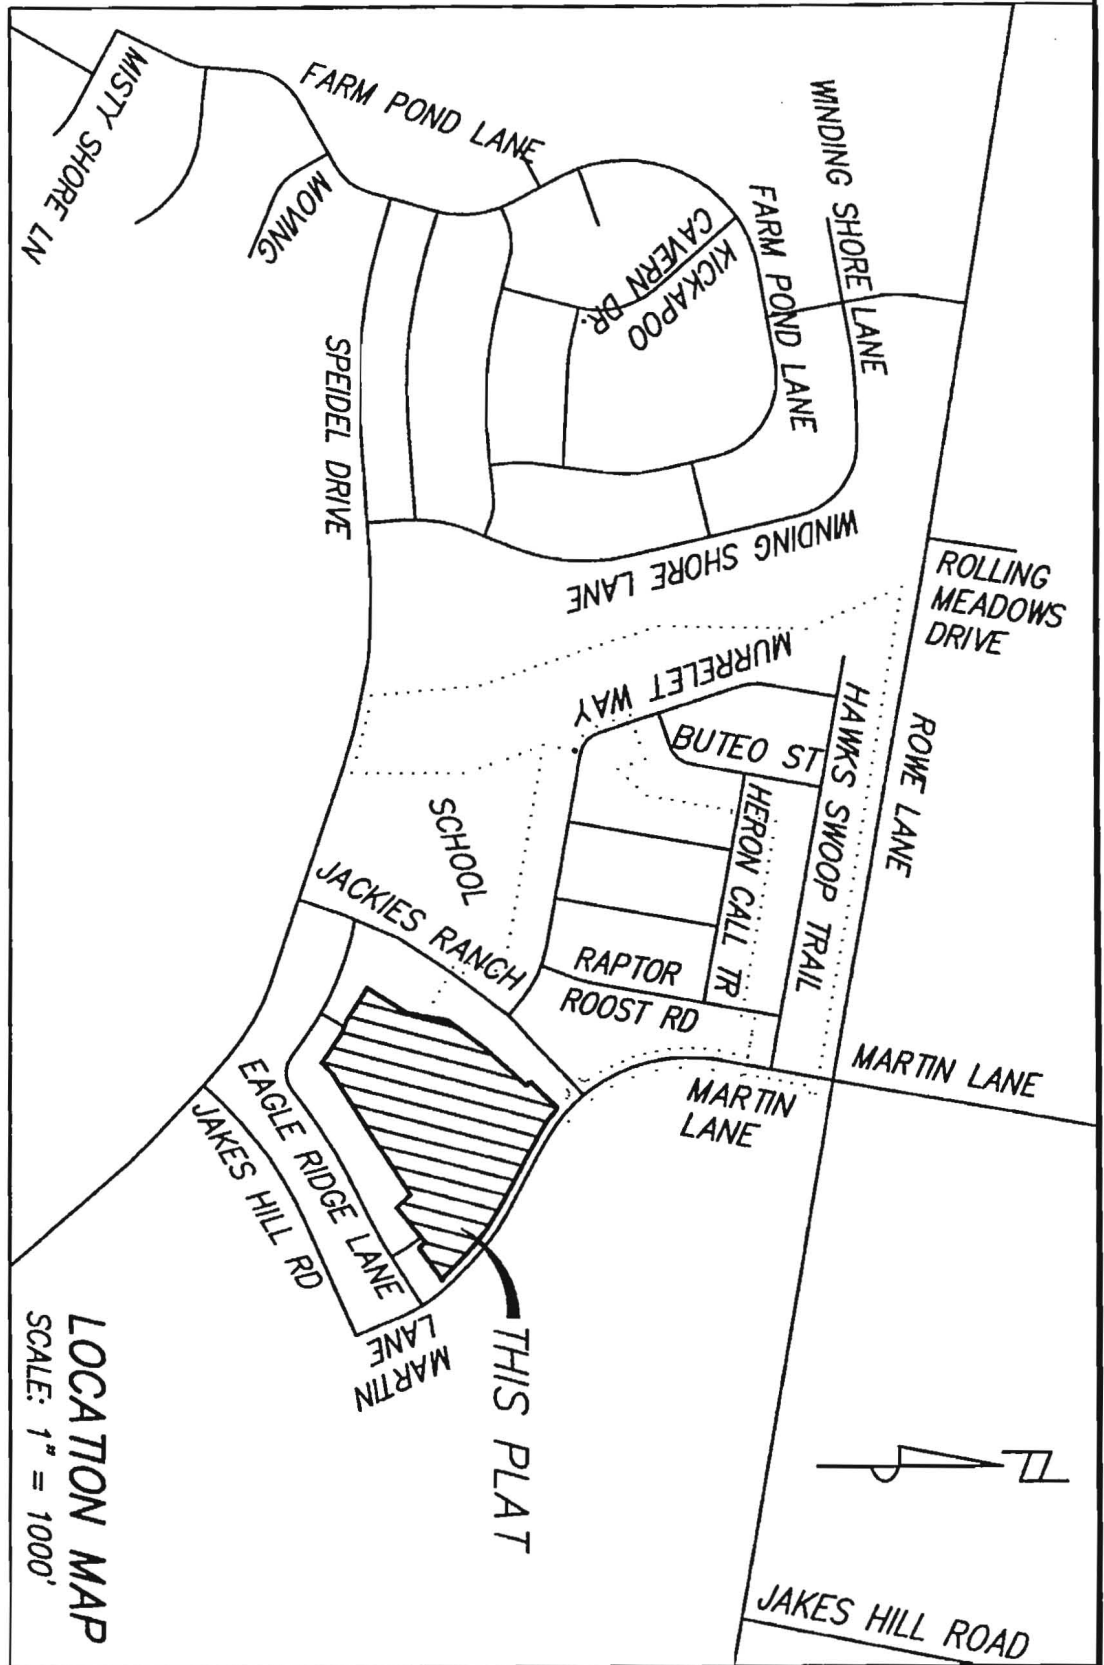 MISTY SHORE LN
FARM POND LANE
MOVING
WINDING SHORE LANE
FARM POND LANE
KICKAPOO
CAVERN DR.
SPEIDEL DRIVE
WINDING SHORE LANE
ROLLING
MEADOWS
DRIVE
MURRELET WAY
BUTEO ST
HAWKS SWOOP TRAIL
ROWE LANE
HERON CALL TR
SCHOOL
JACKIES RANCH
RAPTOR
ROOST RD
MARTIN LANE
MARTIN
LANE
EAGLE RIDGE LANE
JAKES HILL RD
MARTIN
LANE
THIS PLAT
N
JAKES HILL ROAD
LOCATION MAP
SCALE: 1" = 1000'